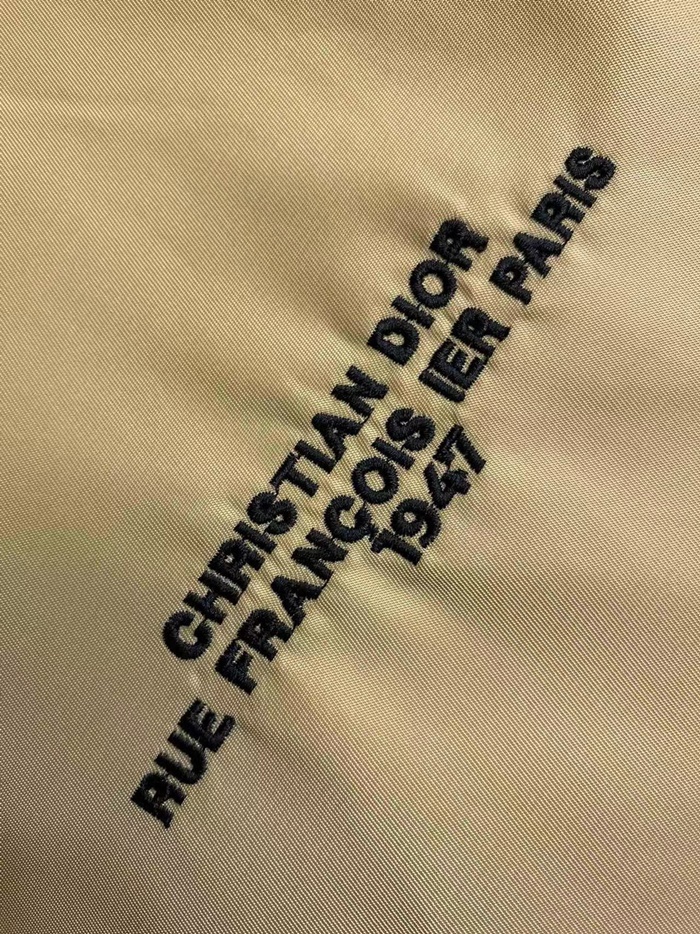 CHRISTIAN DIOR
RUE FRANÇOIS IER PARIS
1947